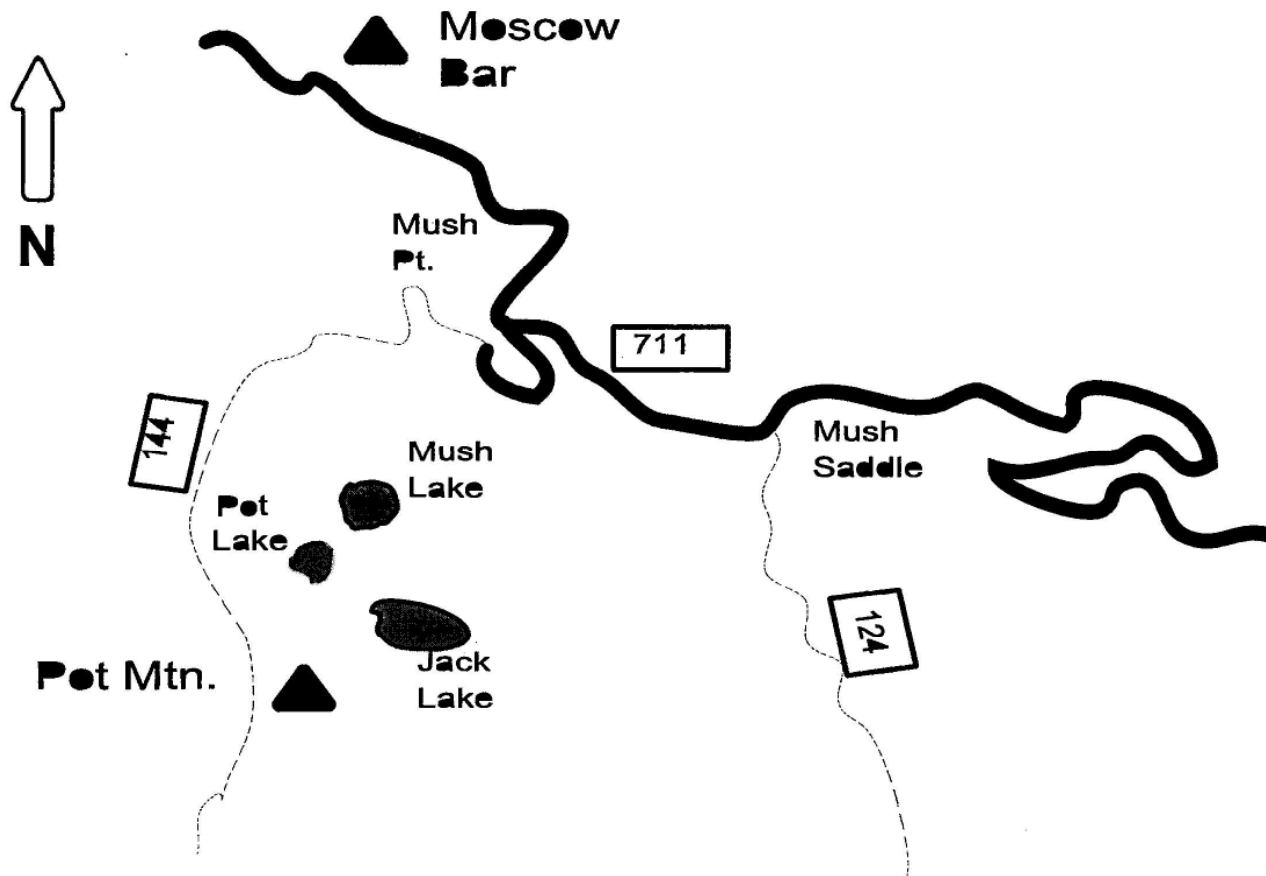 Moscow
Bar
N
Mush
Pt.
711
144
Mush
Saddle
Mush
Lake
Pot
Lake
124
Jack
Lake
Pot Mtn.